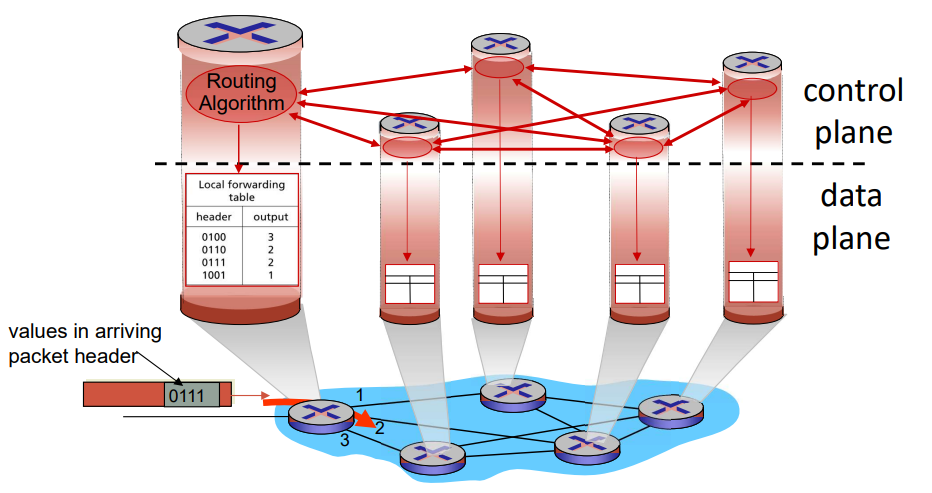 Routing
Algorithm
control
plane
data
plane
Local forwarding
table
header output
0100 3
0110 2
0111 2
1001 1
values in arriving
packet header
0111
1
2
3